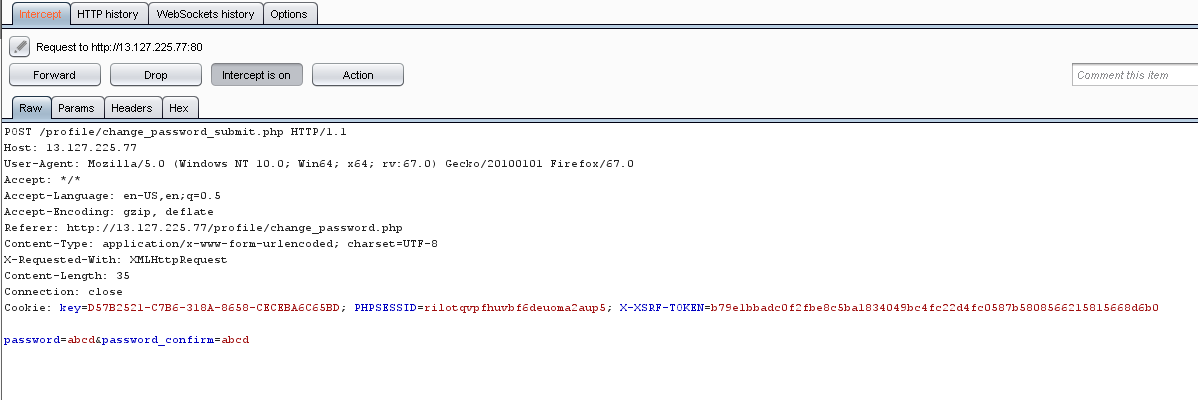 Intercept HTTP history WebSockets history Options
Request to http://13.127.225.77:80
Forward Drop Intercept is on Action Comment this item
Raw Params Headers Hex
POST /profile/change_password_submit.php HTTP/1.1
Host: 13.127.225.77
User-Agent: Mozilla/5.0 (Windows NT 10.0; Win64; x64; rv:67.0) Gecko/20100101 Firefox/67.0
Accept: */*
Accept-Language: en-US,en;q=0.5
Accept-Encoding: gzip, deflate
Referer: http://13.127.225.77/profile/change_password.php
Content-Type: application/x-www-form-urlencoded; charset=UTF-8
X-Requested-With: XMLHttpRequest
Content-Length: 35
Connection: close
Cookie: key=D57B2521-C7B6-318A-8658-CECEBA6C65BD; PHPSESSID=rilotqvpfhuvbf6deuoma2aup5; X-XSRF-TOKEN=b79e1bbadc0f2fbe8c5ba1834049bc4fc22d4fc0587b5808566215815668d6b0
password=abcd&password_confirm=abcd